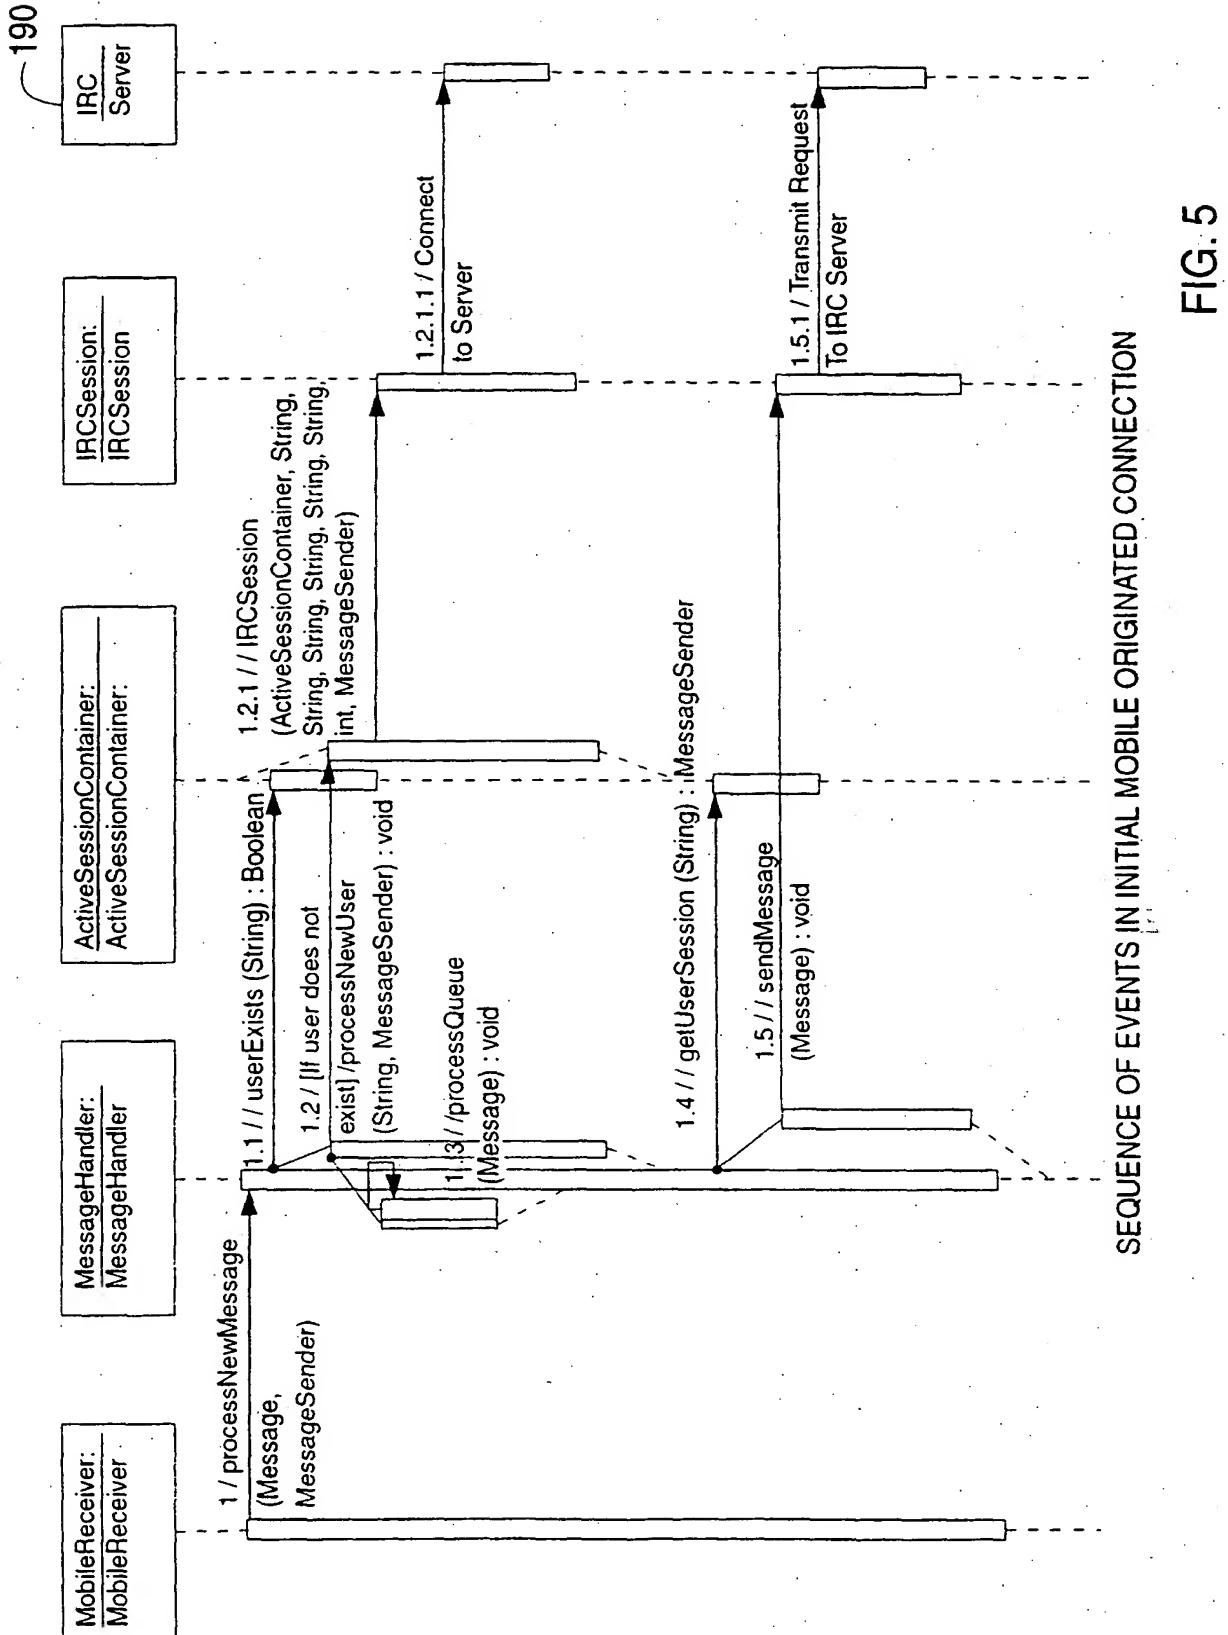 MobileReceiver:
MobileReceiver
MessageHandler:
MessageHandler
ActiveSessionContainer:
ActiveSessionContainer:
IRCSession:
IRCSession
IRC
Server
190
1 / processNewMessage
(Message,
MessageSender)
1.1 / / userExists (String) : Boolean
1.2 / [If user does not
exist] /processNewUser
(String, MessageSender) : void
1.2.1 / / IRCSession
(ActiveSessionContainer, String,
String, String, String, String, String,
int, MessageSender)
1.2.1.1 / Connect
to Server
1.3 / /processQueue
(Message) : void
1.4 / / getUserSession (String) : MessageSender
1.5 / / sendMessage
(Message) : void
1.5.1 / Transmit Request
To IRC Server
SEQUENCE OF EVENTS IN INITIAL MOBILE ORIGINATED CONNECTION
FIG. 5